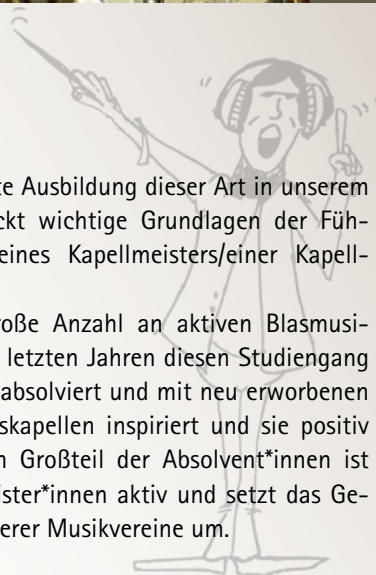 te Ausbildung dieser Art in unserem
ckt wichtige Grundlagen der Füh-
eines Kapellmeisters/einer Kapell-
oße Anzahl an aktiven Blasmusi-
letzten Jahren diesen Studiengang
absolviert und mit neu erworbenen
skapellen inspiriert und sie positiv
n Großteil der Absolvent*innen ist
ister*innen aktiv und setzt das Ge-
erer Musikvereine um.